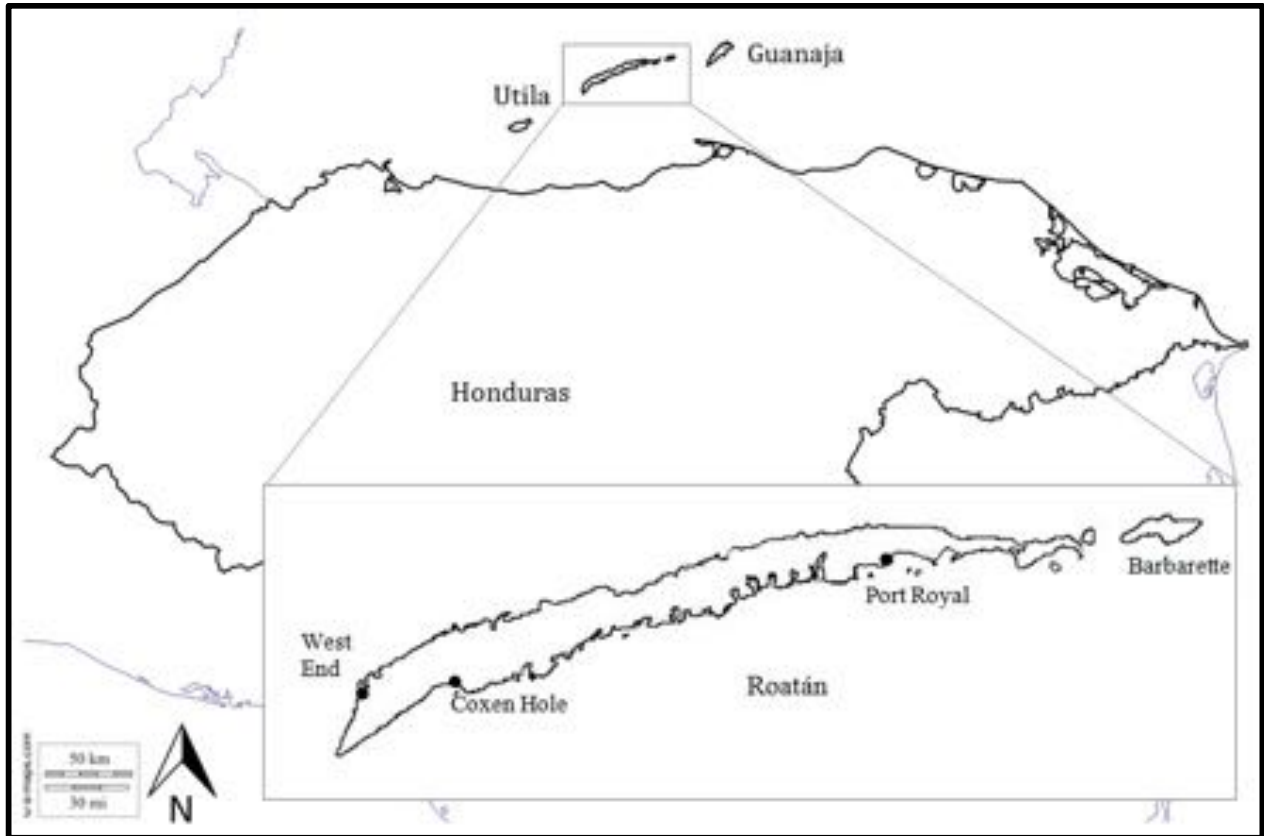 Guanaja
Utila
Honduras
Barbarette
Port Royal
West
End
Roatán
Coxen Hole
50 km
30 mi
N